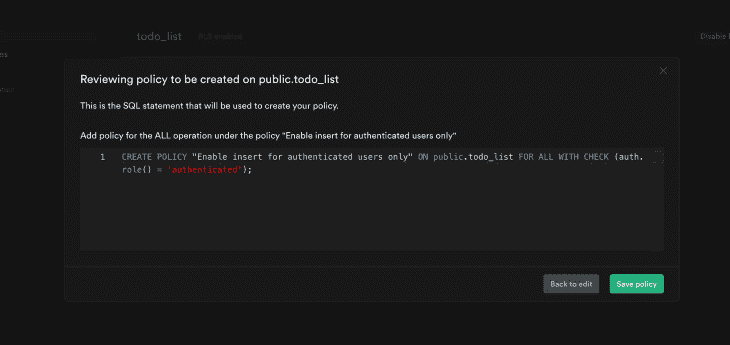 todo_list RLS enabled
Disable
Reviewing policy to be created on public.todo_list
This is the SQL statement that will be used to create your policy.
Add policy for the ALL operation under the policy "Enable insert for authenticated users only"
1 CREATE POLICY "Enable insert for authenticated users only" ON public.todo_list FOR ALL WITH CHECK (auth.
role() = 'authenticated');
Back to edit Save policy